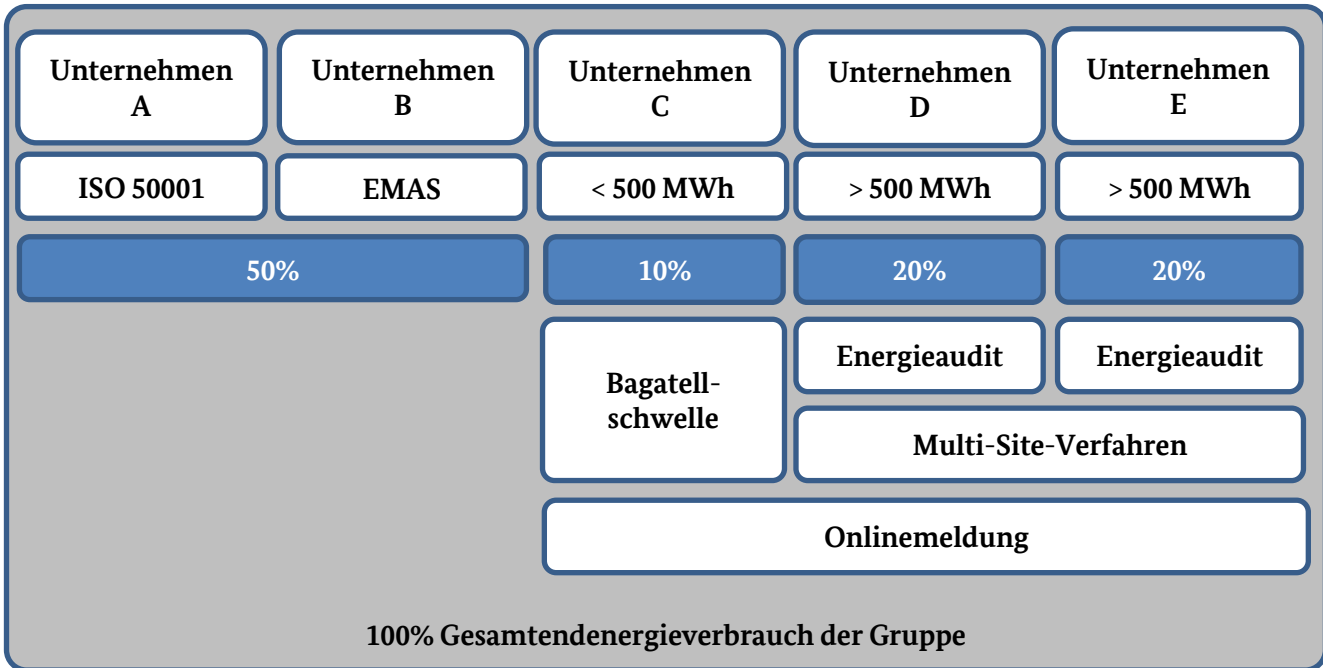 Unternehmen
A
Unternehmen
B
Unternehmen
C
Unternehmen
D
Unternehmen
E
ISO 50001
EMAS
< 500 MWh
> 500 MWh
> 500 MWh
50%
10%
20%
20%
Bagatell-
schwelle
Energieaudit
Energieaudit
Multi-Site-Verfahren
Onlinemeldung
100% Gesamtendenergieverbrauch der Gruppe